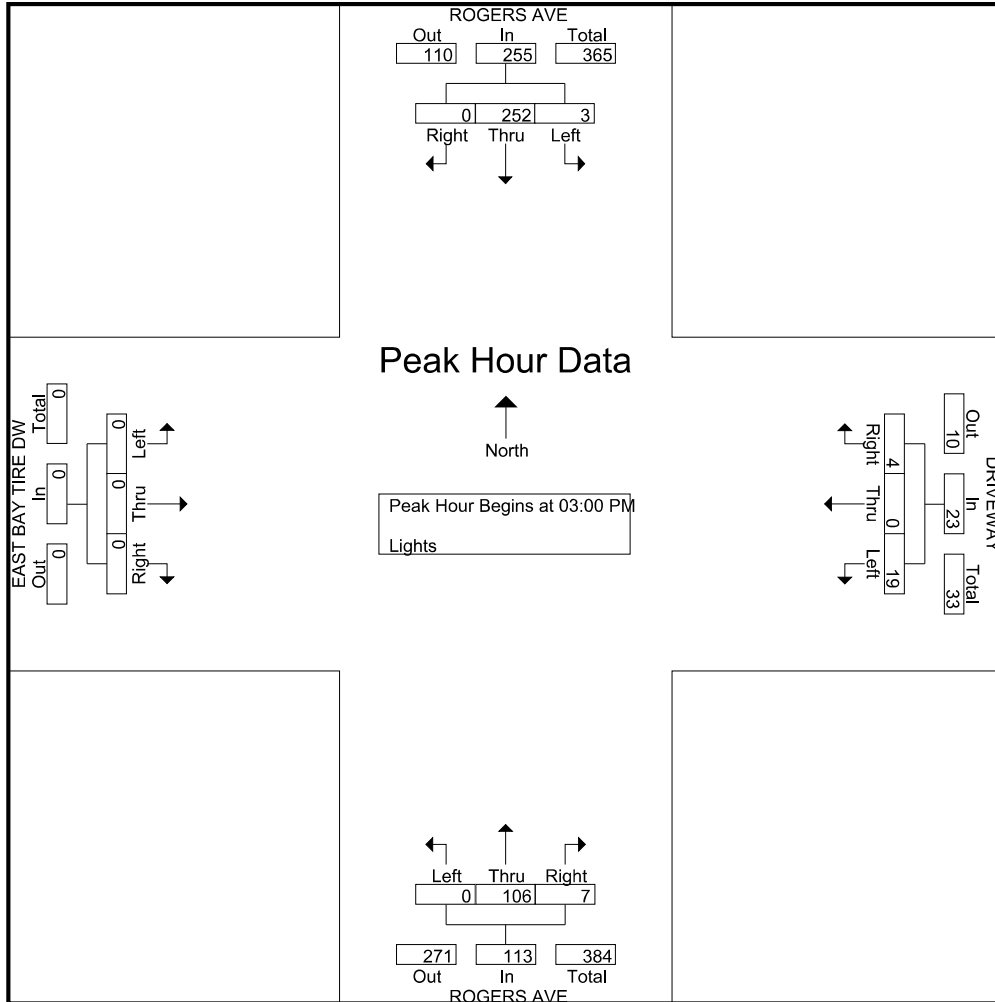 ROGERS AVE
Out In Total
110 255 365
0 252 3
Right Thru Left
Peak Hour Data
North
Peak Hour Begins at 03:00 PM
Lights
EAST BAY TIRE DW
Out In Total
0 0 0
0 0 0
Left Thru Right
DRIVEWAY
Out In Total
10 23 33
4 0 19
Right Thru Left
Left Thru Right
0 106 7
271 113 384
Out In Total
ROGERS AVE